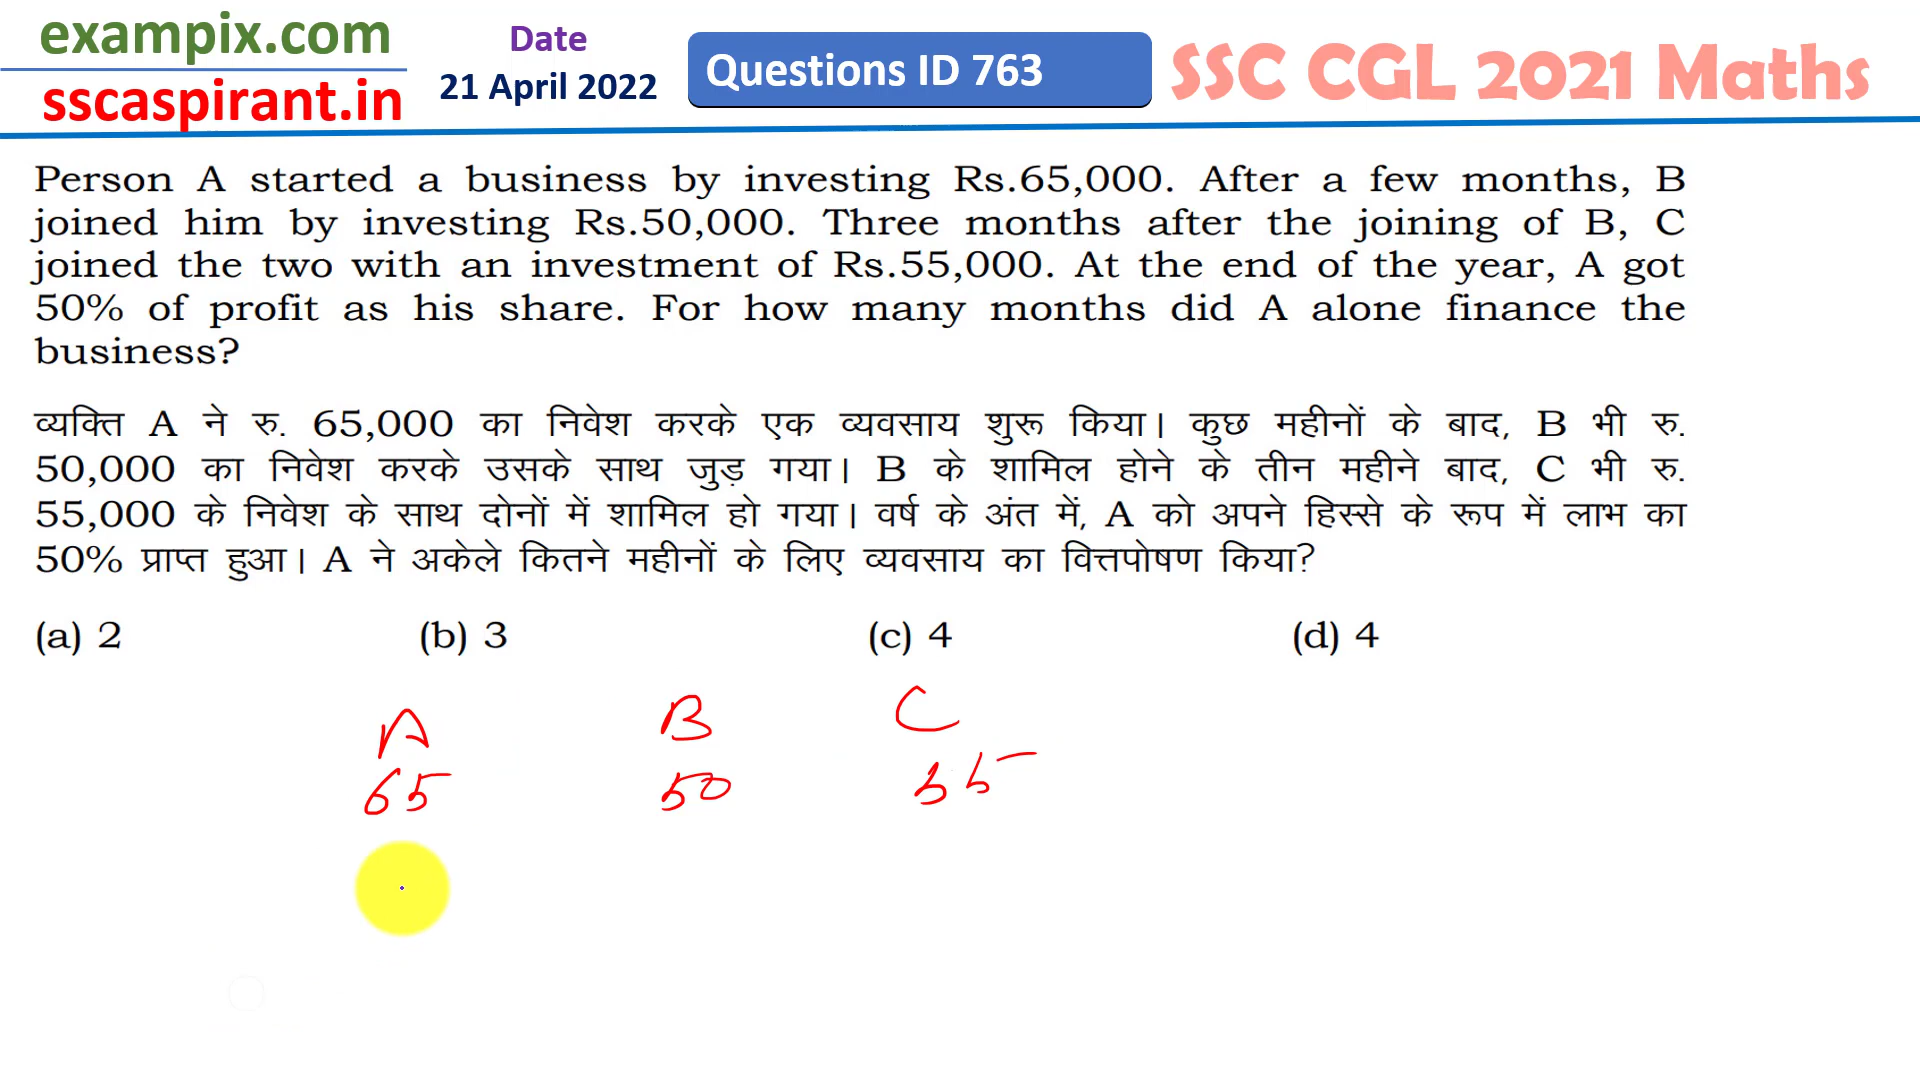 exampix.com
sscaspirant.in
Date
21 April 2022
Questions ID 763
SSC CGL 2021 Maths
Person A started a business by investing Rs.65,000. After a few months, B
joined him by investing Rs.50,000. Three months after the joining of B, C
joined the two with an investment of Rs.55,000. At the end of the year, A got
50% of profit as his share. For how many months did A alone finance the
business?
व्यक्ति A ने रु. 65,000 का निवेश करके एक व्यवसाय शुरू किया। कुछ महीनों के बाद, B भी रु.
50,000 का निवेश करके उसके साथ जुड़ गया। B के शामिल होने के तीन महीने बाद, C भी रु.
55,000 के निवेश के साथ दोनों में शामिल हो गया। वर्ष के अंत में, A को अपने हिस्से के रूप में लाभ का
50% प्राप्त हुआ। A ने अकेले कितने महीनों के लिए व्यवसाय का वित्तपोषण किया?
(a) 2 (b) 3 (c) 4 (d) 4
A B C
65 50 55